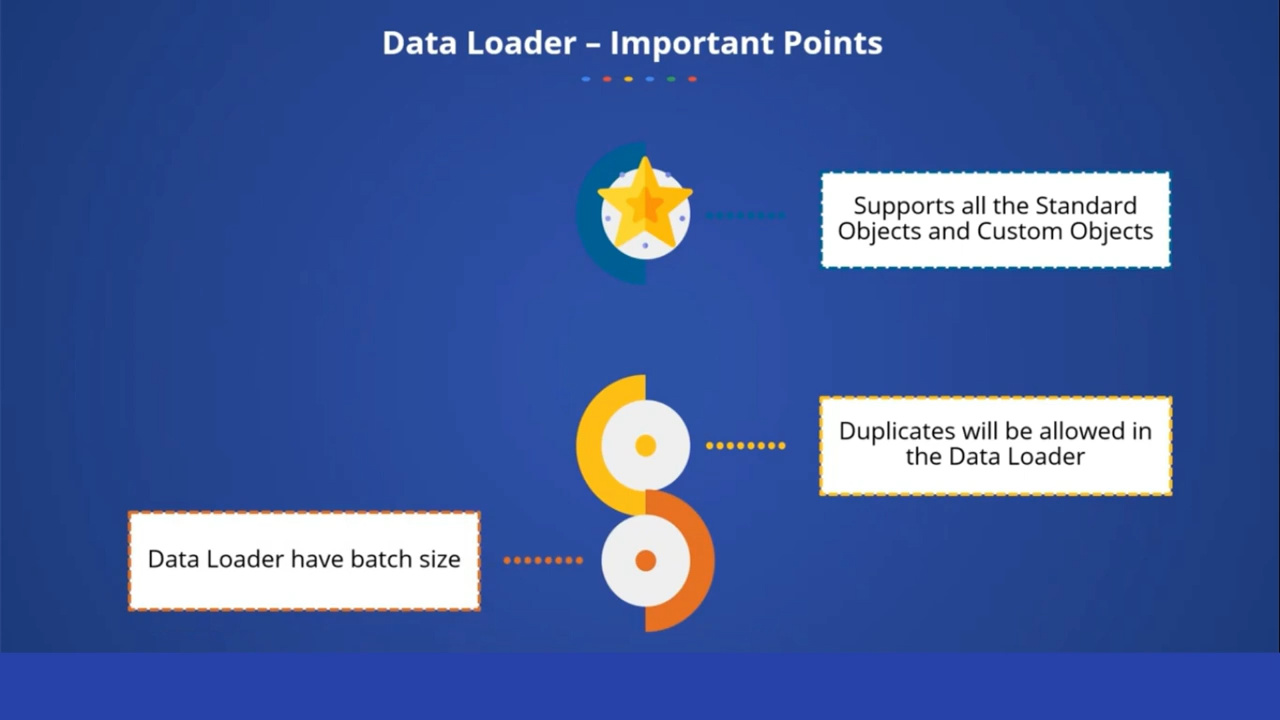 Data Loader – Important Points
Supports all the Standard
Objects and Custom Objects
Duplicates will be allowed in
the Data Loader
Data Loader have batch size